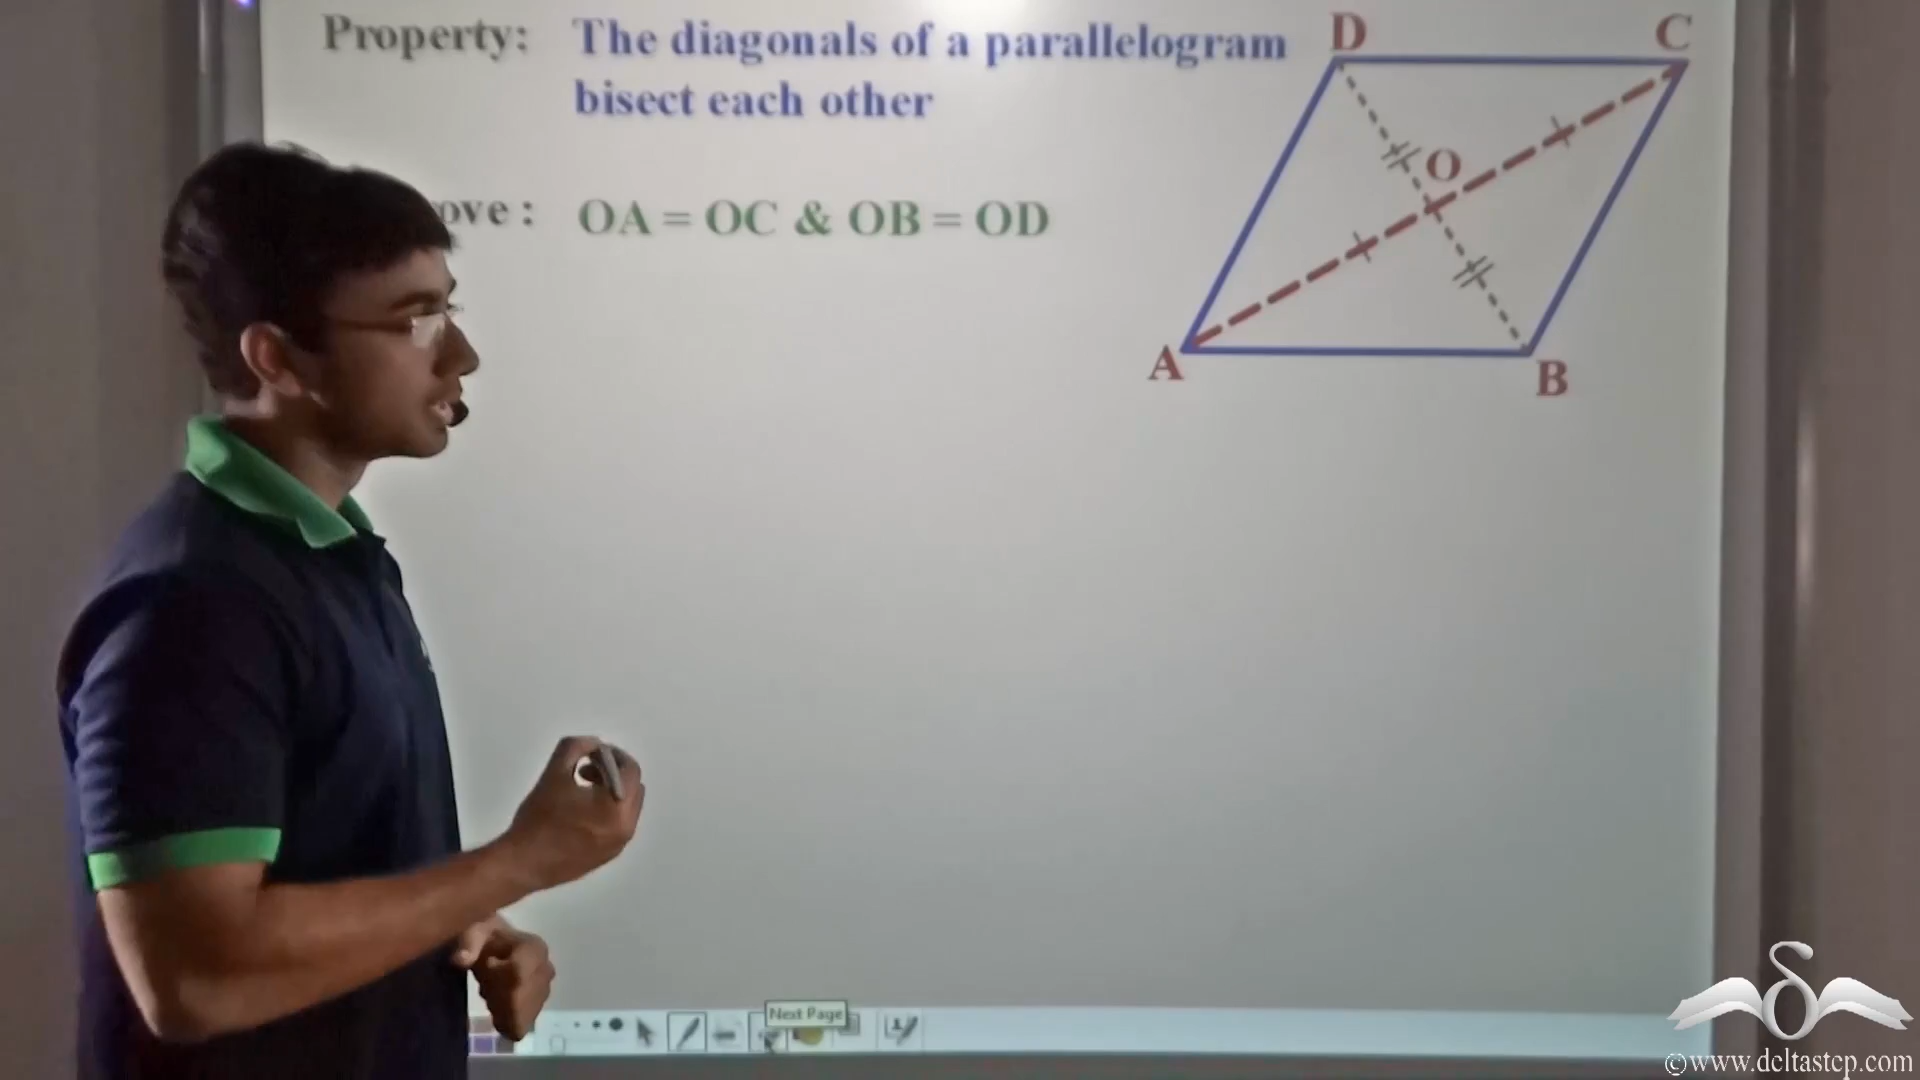 Property: The diagonals of a parallelogram
bisect each other
ove : OA = OC & OB = OD
D
C
O
A
B
Next Page
©www.deltastep.com